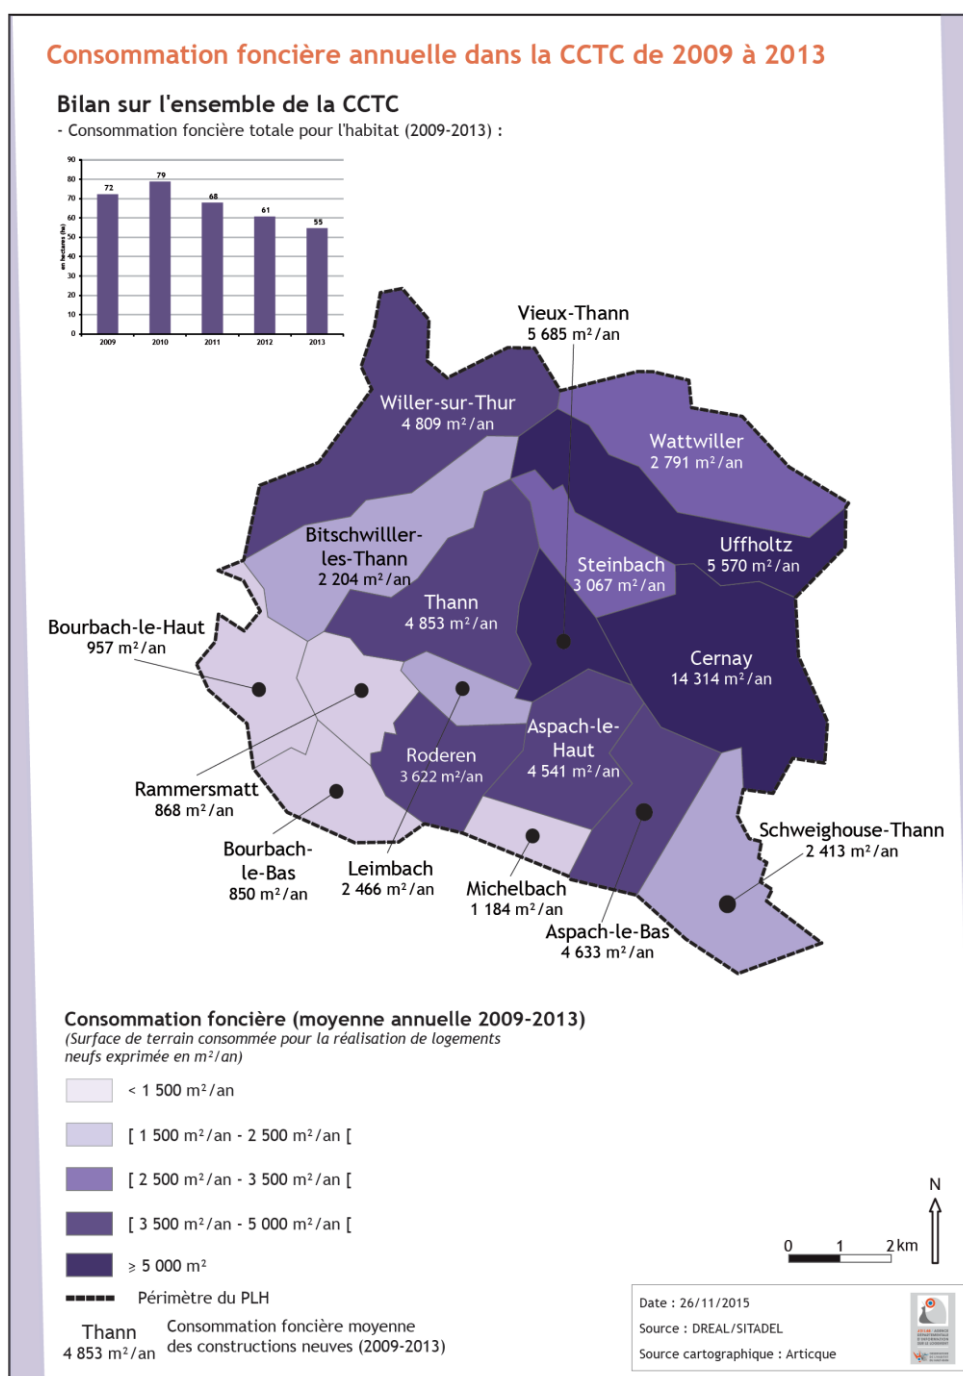 Consommation foncière annuelle dans la CCTC de 2009 à 2013
Bilan sur l'ensemble de la CCTC
- Consommation foncière totale pour l'habitat (2009-2013) :
en hectares (ha)
90
80
70
60
50
40
30
20
10
0
72
79
68
61
55
2009
2010
2011
2012
2013
Vieux-Thann
5 685 m²/an
Willer-sur-Thur
4 809 m²/an
Wattwiller
2 791 m²/an
Bitschwilller-
les-Thann
2 204 m²/an
Uffholtz
5 570 m²/an
Steinbach
3 067 m²/an
Thann
4 853 m²/an
Bourbach-le-Haut
957 m²/an
Cernay
14 314 m²/an
Aspach-le-
Haut
4 541 m²/an
Roderen
3 622 m²/an
Rammersmatt
868 m²/an
Bourbach-
le-Bas
850 m²/an
Leimbach
2 466 m²/an
Michelbach
1 184 m²/an
Schweighouse-Thann
2 413 m²/an
Aspach-le-Bas
4 633 m²/an
Consommation foncière (moyenne annuelle 2009-2013)
(Surface de terrain consommée pour la réalisation de logements
neufs exprimée en m²/an)
< 1 500 m²/an
[ 1 500 m²/an - 2 500 m²/an [
[ 2 500 m²/an - 3 500 m²/an [
[ 3 500 m²/an - 5 000 m²/an [
⩾ 5 000 m²
Périmètre du PLH
Thann
4 853 m²/an
Consommation foncière moyenne
des constructions neuves (2009-2013)
N
0 1 2 km
Date : 26/11/2015
Source : DREAL/SITADEL
Source cartographique : Articque